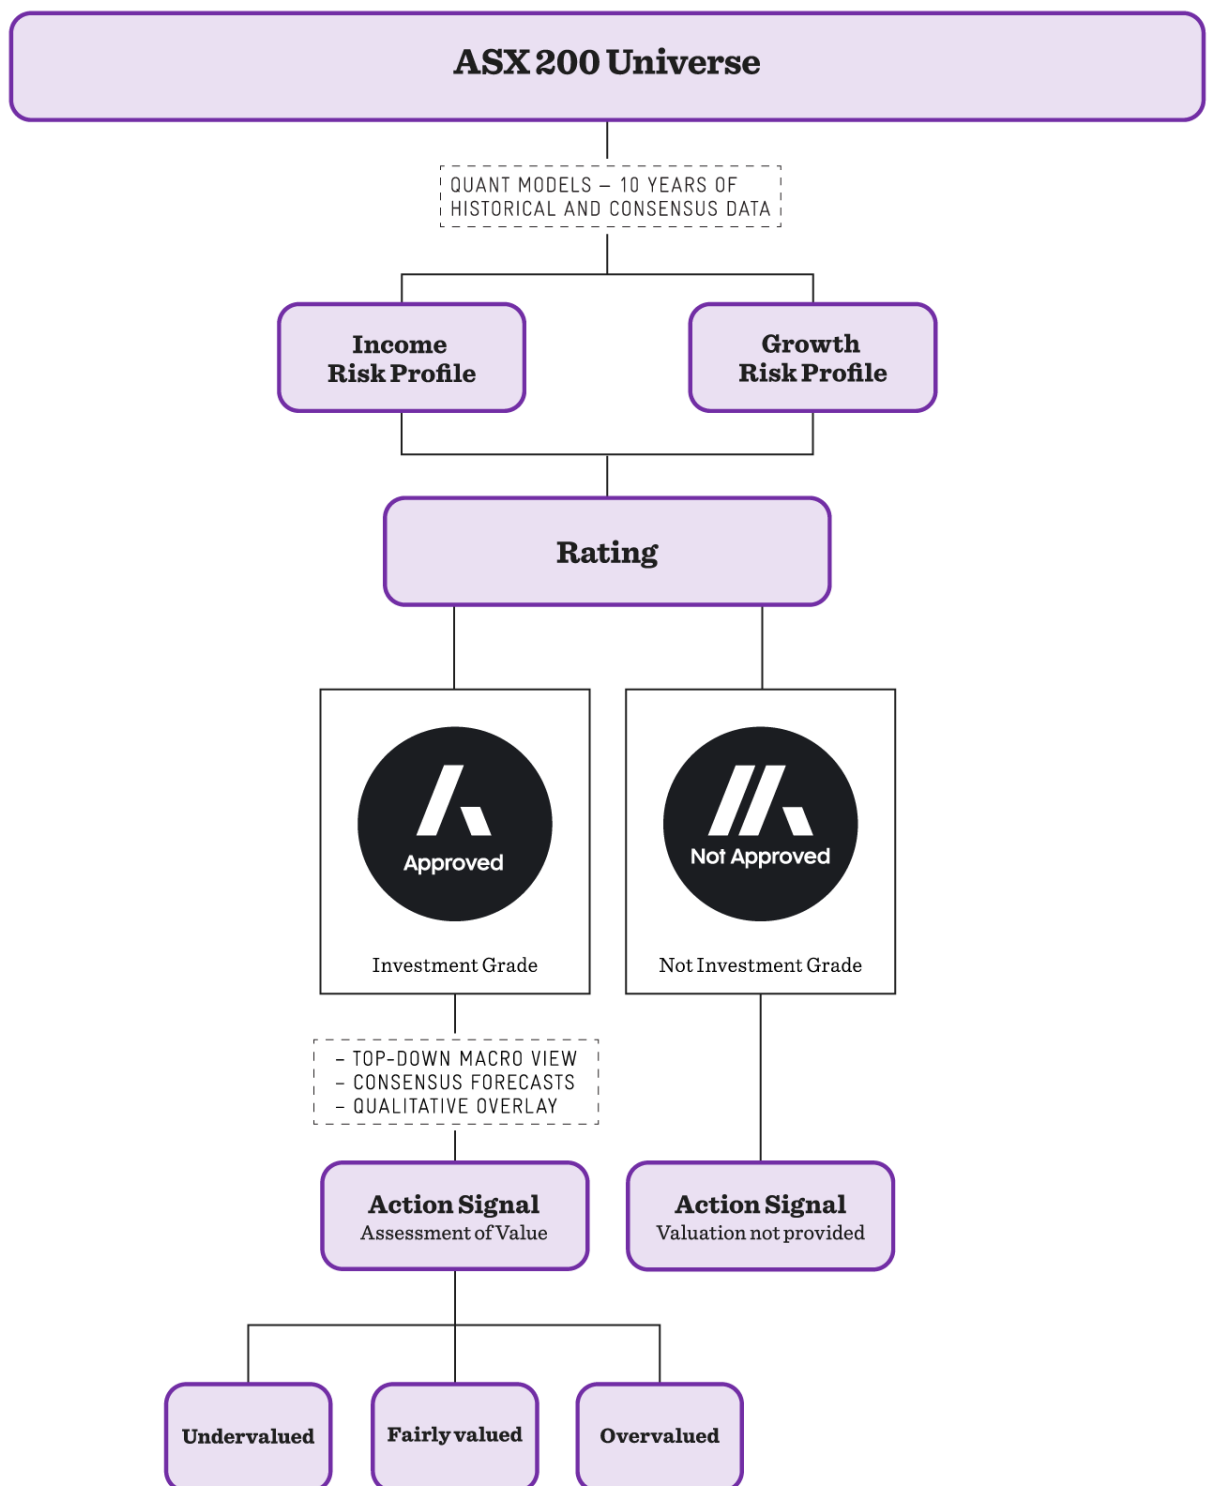 ASX 200 Universe
QUANT MODELS – 10 YEARS OF
HISTORICAL AND CONSENSUS DATA
Income
Risk Profile
Growth
Risk Profile
Rating
Approved
Investment Grade
Not Approved
Not Investment Grade
– TOP-DOWN MACRO VIEW
– CONSENSUS FORECASTS
– QUALITATIVE OVERLAY
Action Signal
Assessment of Value
Action Signal
Valuation not provided
Undervalued
Fairly valued
Overvalued